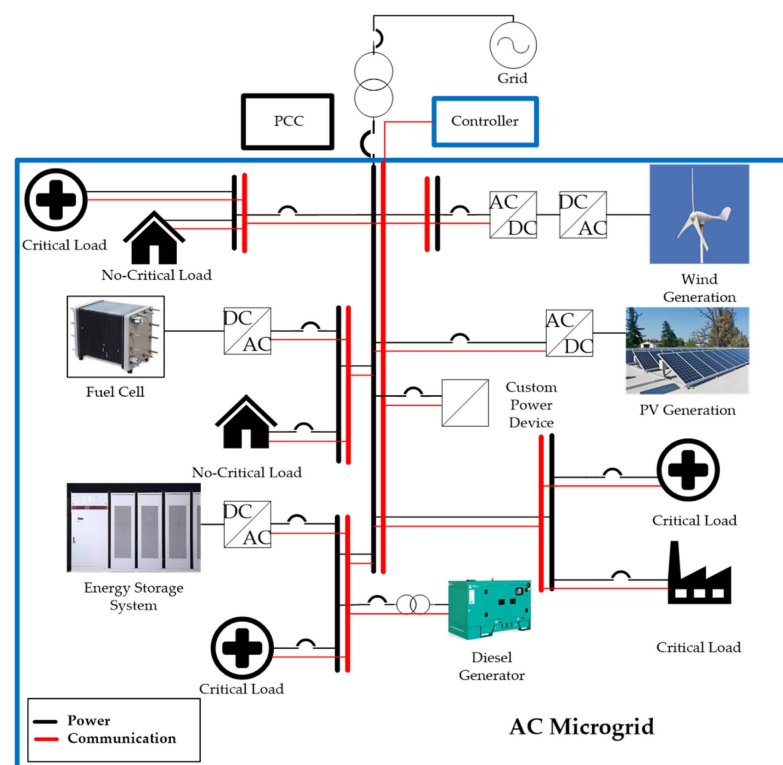 Grid
PCC
Controller
AC
DC
DC
AC
Critical Load
No-Critical Load
Wind
Generation
DC
AC
AC
DC
Fuel Cell
Custom
Power
Device
PV Generation
No-Critical Load
DC
AC
Critical Load
Energy Storage
System
Critical Load
Diesel
Generator
Critical Load
Power
Communication
AC Microgrid